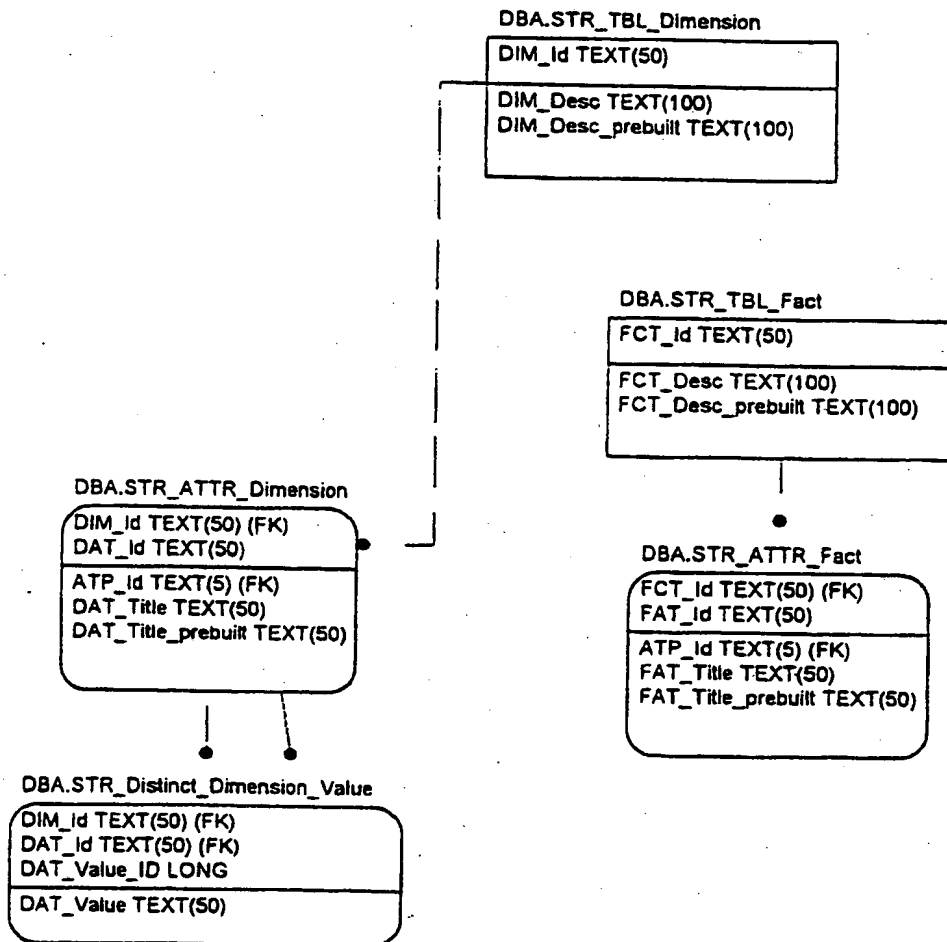 DBA.STR_TBL_Dimension
DIM_Id TEXT(50)
DIM_Desc TEXT(100)
DIM_Desc_prebuilt TEXT(100)
DBA.STR_TBL_Fact
FCT_Id TEXT(50)
FCT_Desc TEXT(100)
FCT_Desc_prebuilt TEXT(100)
DBA.STR_ATTR_Dimension
DIM_Id TEXT(50) (FK)
DAT_Id TEXT(50)
ATP_Id TEXT(5) (FK)
DAT_Title TEXT(50)
DAT_Title_prebuilt TEXT(50)
DBA.STR_ATTR_Fact
FCT_Id TEXT(50) (FK)
FAT_Id TEXT(50)
ATP_Id TEXT(5) (FK)
FAT_Title TEXT(50)
FAT_Title_prebuilt TEXT(50)
DBA.STR_Distinct_Dimension_Value
DIM_Id TEXT(50) (FK)
DAT_Id TEXT(50) (FK)
DAT_Value_ID LONG
DAT_Value TEXT(50)